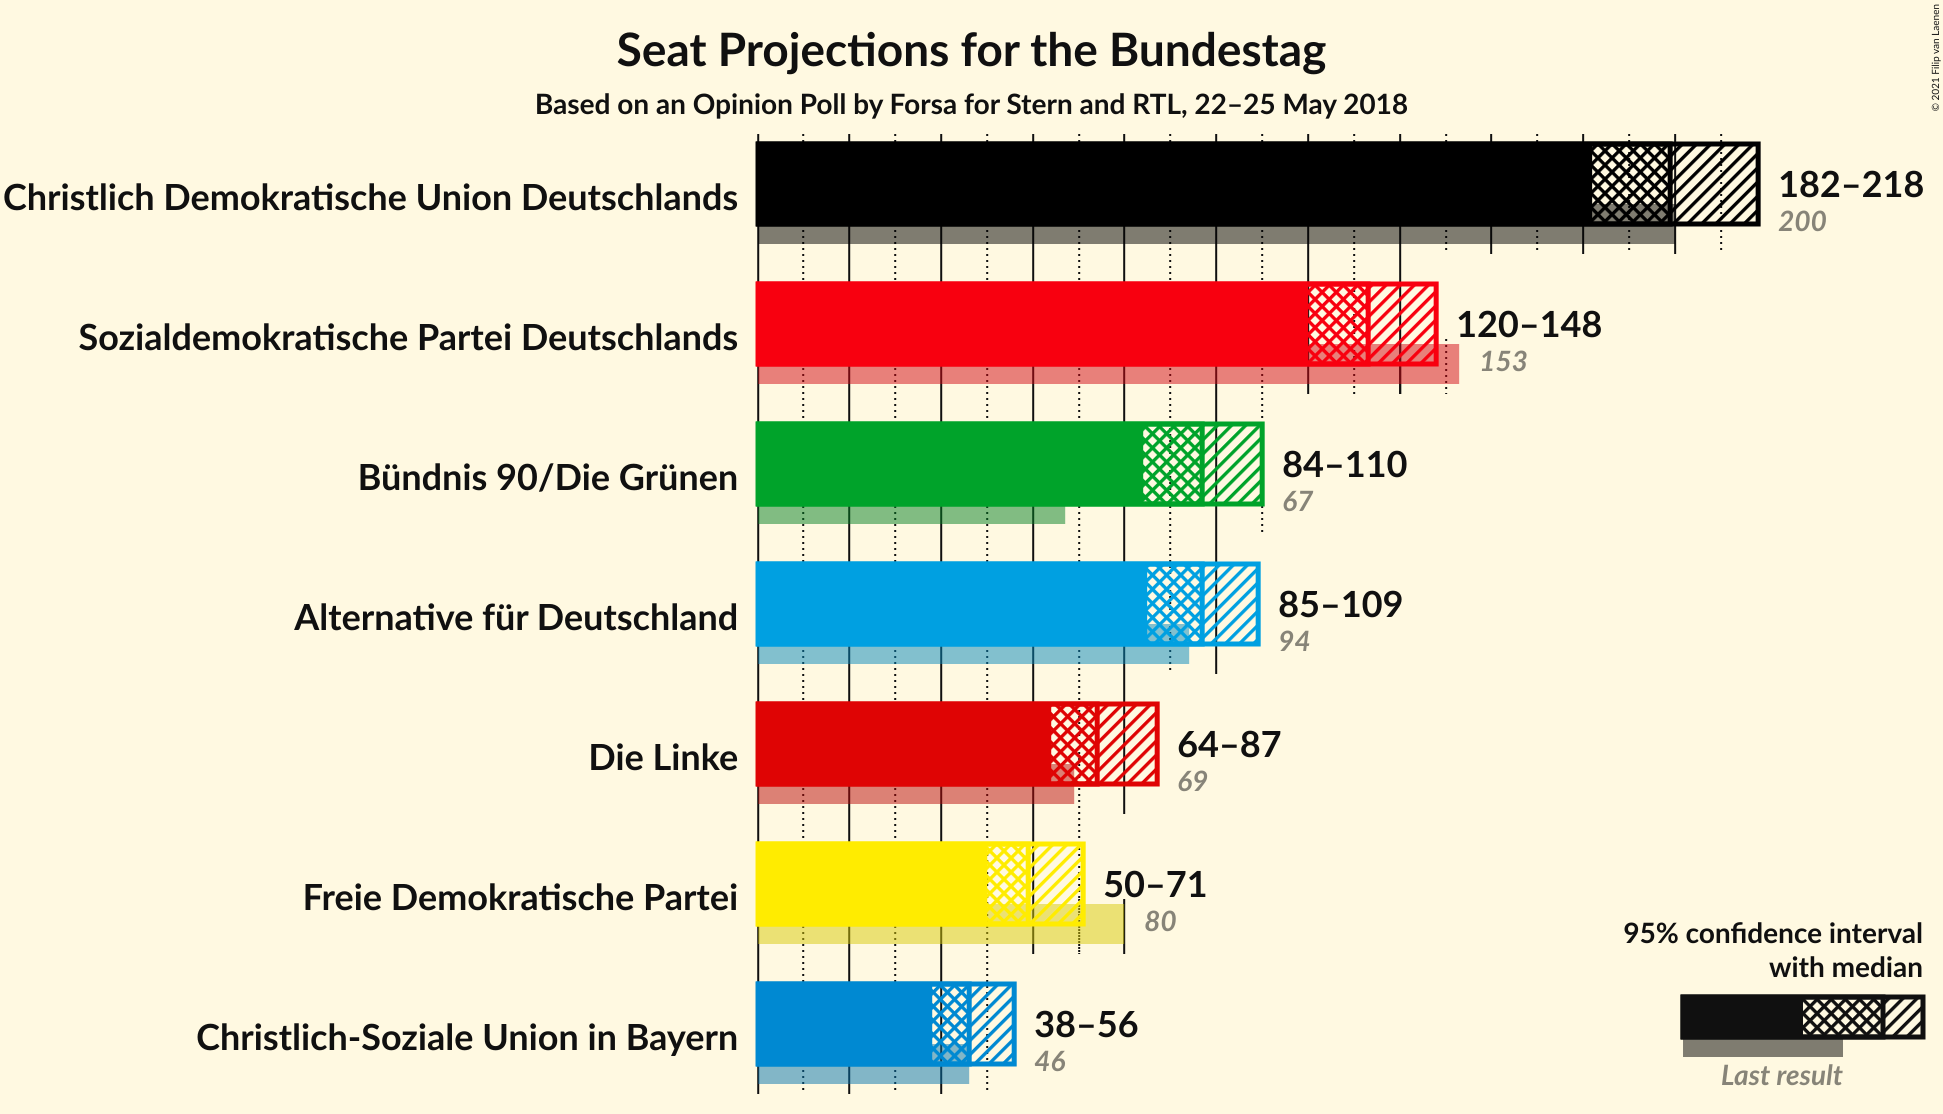 Seat Projections for the Bundestag
Based on an Opinion Poll by Forsa for Stern and RTL, 22–25 May 2018
© 2021 Filip van Laenen
Christlich Demokratische Union Deutschlands
182–218
200
Sozialdemokratische Partei Deutschlands
120–148
153
Bündnis 90/Die Grünen
84–110
67
Alternative für Deutschland
85–109
94
Die Linke
64–87
69
Freie Demokratische Partei
50–71
80
Christlich-Soziale Union in Bayern
38–56
46
95% confidence interval
with median
Last result